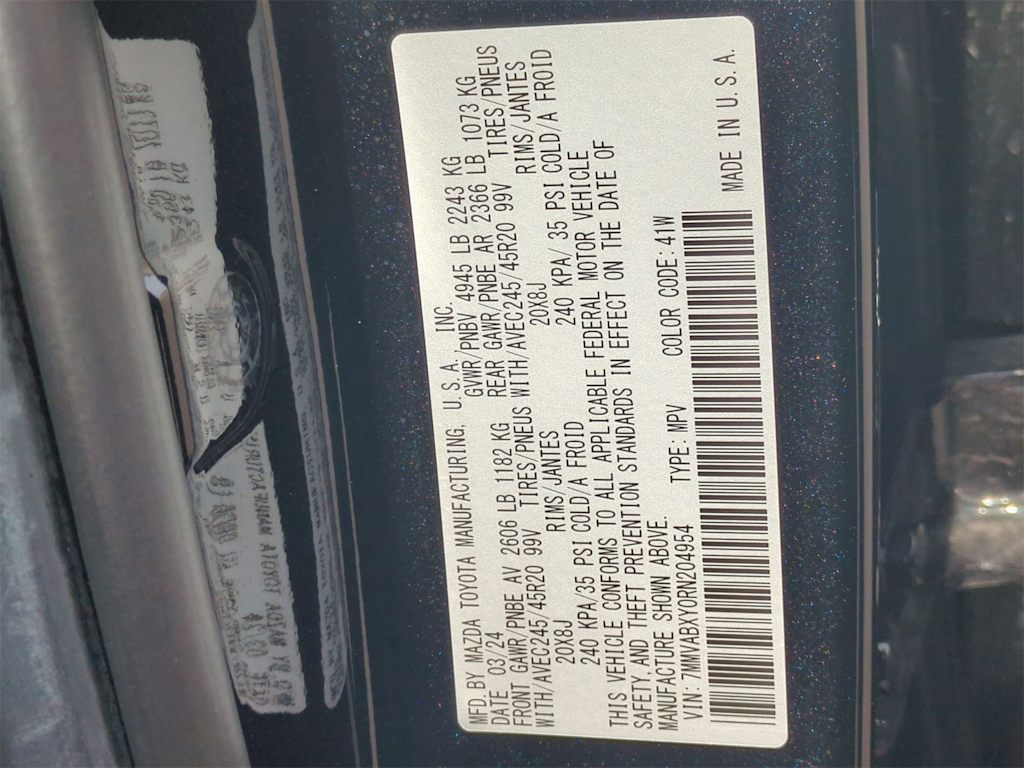 MFD.BY MAZDA TOYOTA MANUFACTURING, U.S.A. INC.
DATE 03/24 GVWR/PNBV 4945 LB 2243 KG
FRONT GAWR/PNBE AV 2606 LB 1182 KG REAR GAWR/PNBE AR 2366 LB 1073 KG
WITH/AVEC245/45R20 99V TIRES/PNEUS WITH/AVEC245/45R20 99V TIRES/PNEUS
20X8J RIMS/JANTES 20X8J RIMS/JANTES
240 KPA/35 PSI COLD/A FROID 240 KPA/ 35 PSI COLD/A FROID
THIS VEHICLE CONFORMS TO ALL APPLICABLE FEDERAL MOTOR VEHICLE
SAFETY,AND THEFT PREVENTION STANDARDS IN EFFECT ON THE DATE OF
MANUFACTURE SHOWN ABOVE.
VIN: 7MMVABXY0RN204954 TYPE: MPV COLOR CODE: 41W
MADE IN U.S.A.